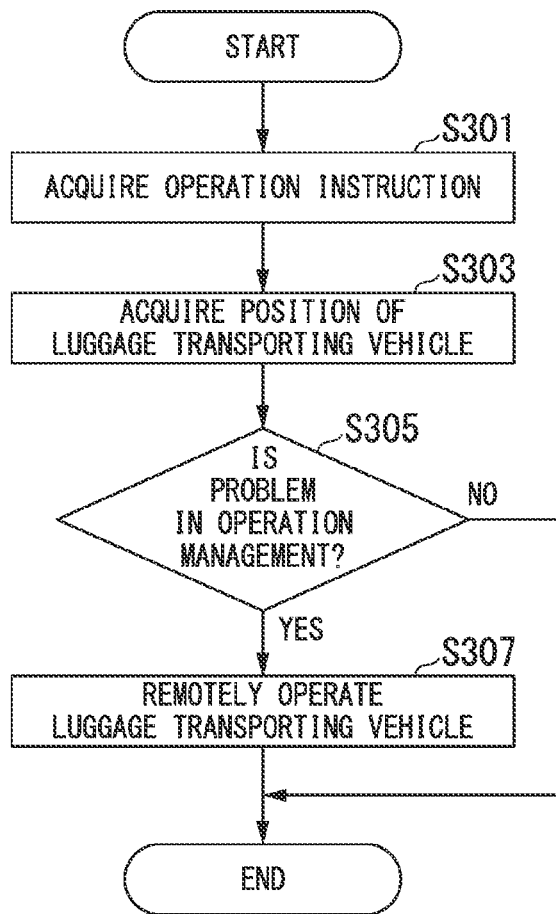 START
S301
ACQUIRE OPERATION INSTRUCTION
S303
ACQUIRE POSITION OF
LUGGAGE TRANSPORTING VEHICLE
S305
IS
PROBLEM
IN OPERATION
MANAGEMENT?
NO
YES
S307
REMOTELY OPERATE
LUGGAGE TRANSPORTING VEHICLE
END